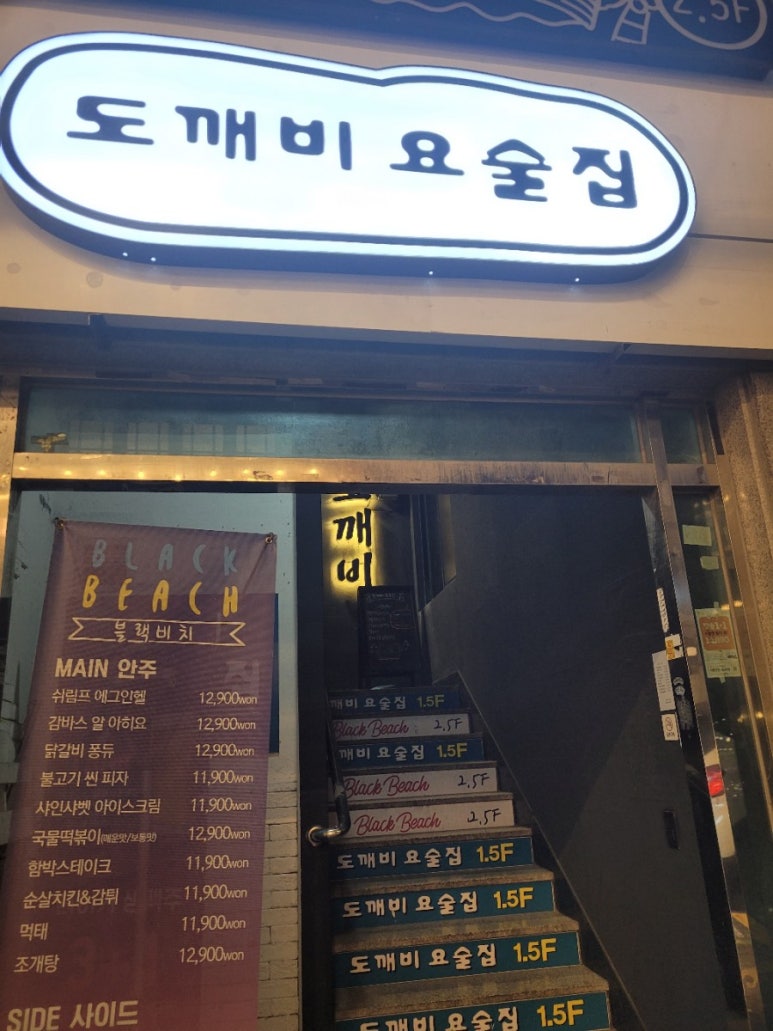 2.5F
도깨비 요술집
깨비
BLACK
BEACH
블랙비치
MAIN 안주
쉬림프 에그인헬 12,900won
감바스 알 아히요 12,900won
닭갈비 퐁듀 12,900won
불고기 씬 피자 11,900won
샤인샤벳 아이스크림 11,900won
국물떡볶이(매운맛/보통맛) 12,900won
함박스테이크 11,900won
순살치킨&감튀 11,900won
먹태 11,900won
조개탕 12,900won
SIDE 사이드
깨비 요술집 1.5F
Black Beach 2.5F
깨비 요술집 1.5F
Black Beach 2.5F
Black Beach 2.5F
도깨비 요술집 1.5F
도깨비 요술집 1.5F
도깨비 요술집 1.5F
도깨비 요술집 1.5F